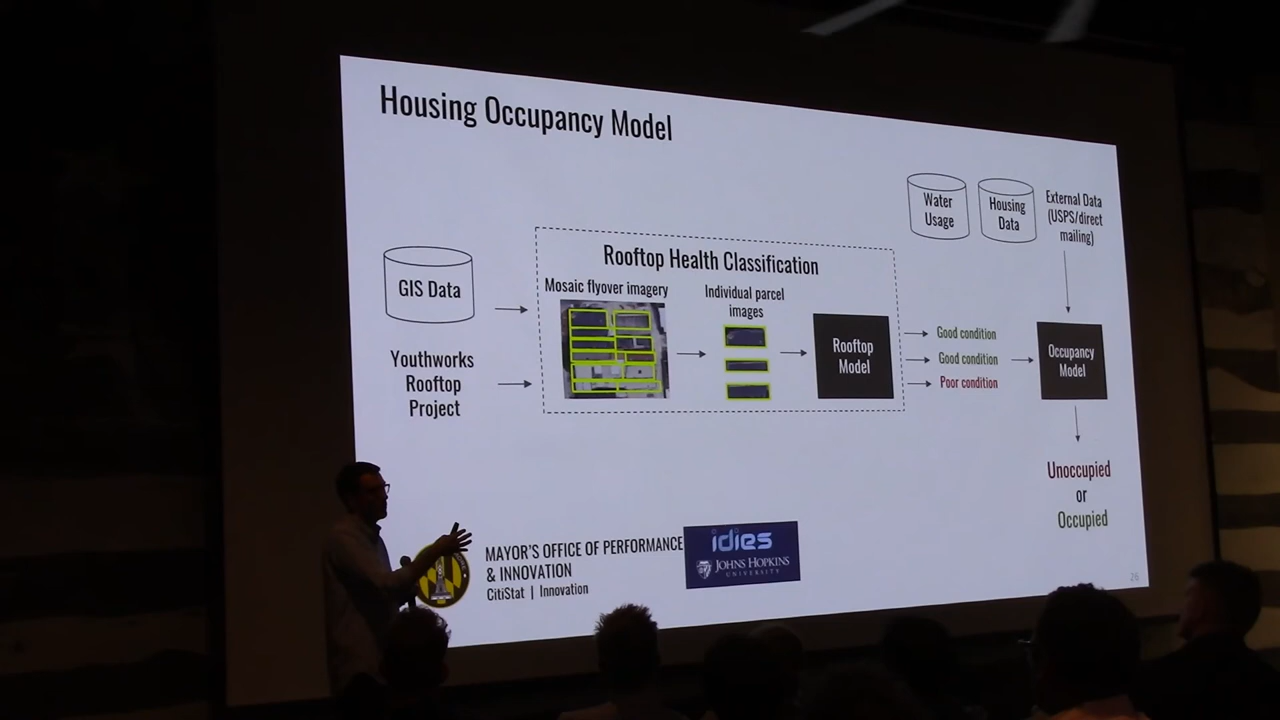 Housing Occupancy Model
Water
Usage
Housing
Data
External Data
(USPS/direct
mailing)
GIS Data
Youthworks
Rooftop
Project
Rooftop Health Classification
Mosaic flyover imagery
Individual parcel
images
Rooftop
Model
Good condition
Good condition
Poor condition
Occupancy
Model
Unoccupied
or
Occupied
MAYOR'S OFFICE OF PERFORMANCE
& INNOVATION
CitiStat | Innovation
idies
JOHNS HOPKINS
UNIVERSITY
26